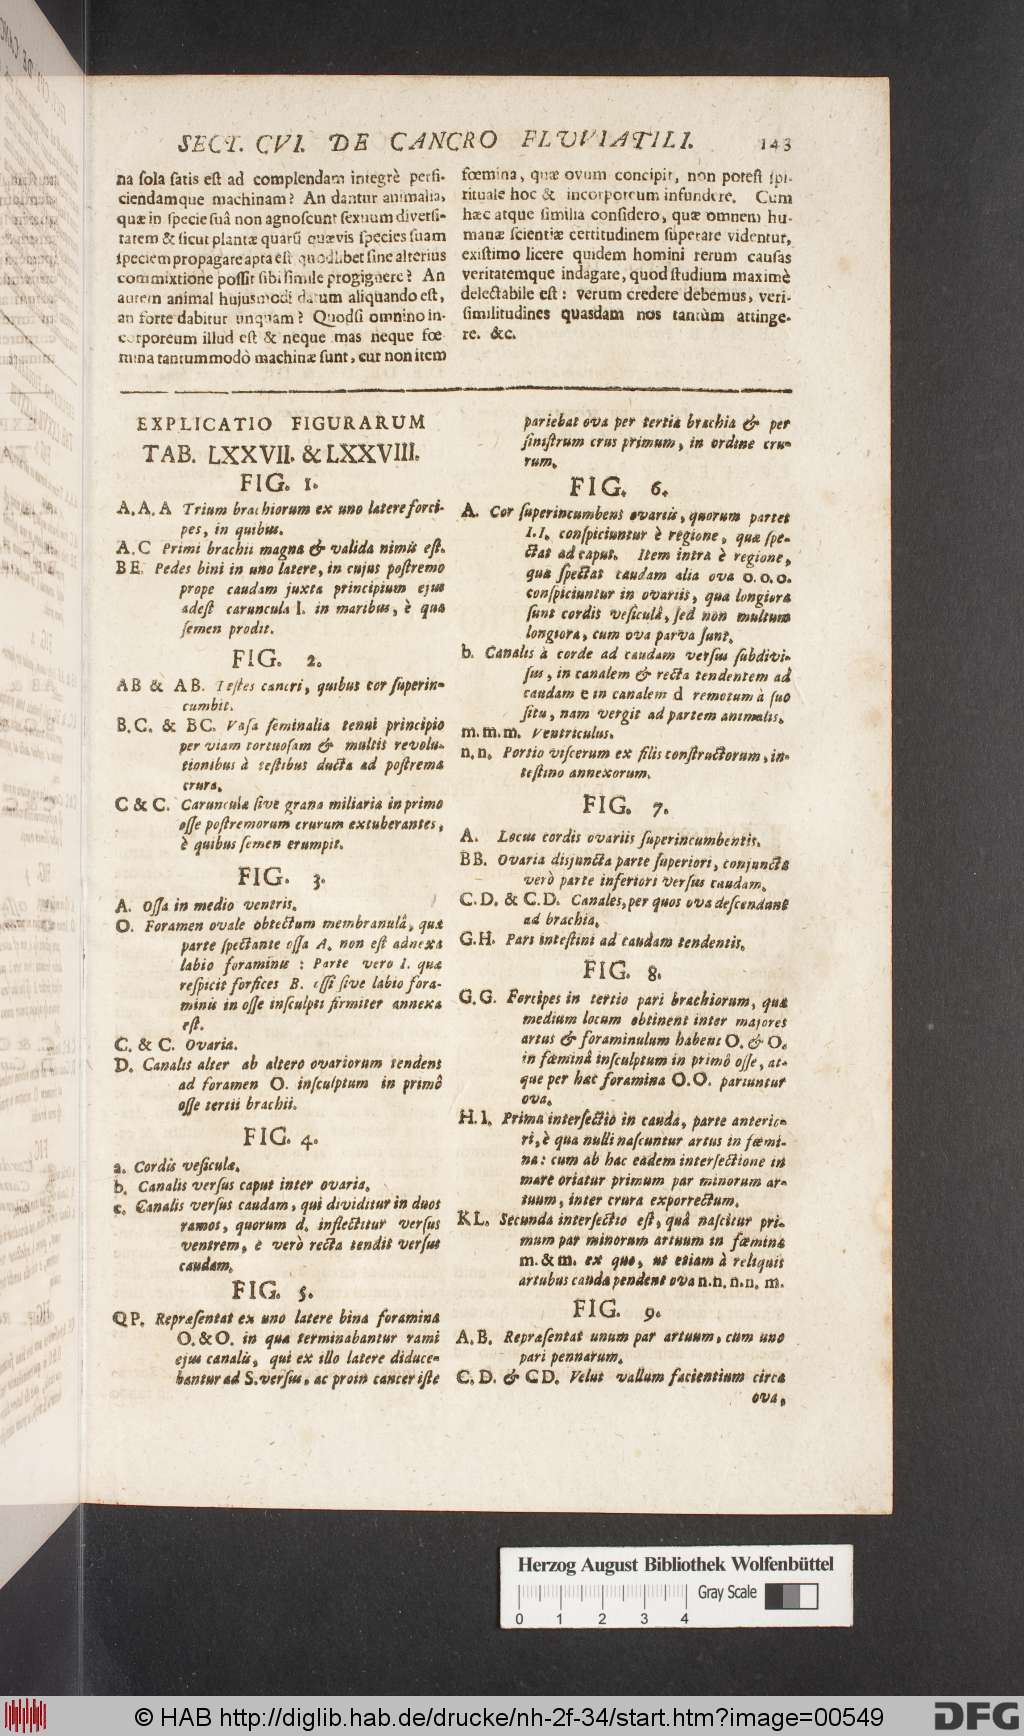 SECT. CVI. DE CANCRO FLUVIATILI. 143
na sola satis est ad complendam integrè perfi-
ciendamque machinam? An dantur animalia,
quæ in specie suâ non agnoscunt sexuum diversi-
tatem & sicut plantæ quarũ quævis species suam
speciem propagare apta est quodlibet sine alterius
commixtione possit sibi simile progignere? An
autem animal hujusmodi datum aliquando est,
an forte dabitur unquam? Quodsi omnino in-
corporeum illud est & neque mas neque fœ-
mina tantummodò machinæ sunt, cur non item
fœmina, quæ ovum concipit, non potest spi-
rituale hoc & incorporeum infundere. Cum
hæc atque similia considero, quæ omnem hu-
manæ scientiæ certitudinem superare videntur,
existimo licere quidem homini rerum causas
veritatemque indagare, quod studium maximè
delectabile est: verum credere debemus, veri-
similitudines quasdam nos tantùm attinge-
re. &c.
EXPLICATIO FIGURARUM
TAB. LXXVII. & LXXVIII.
FIG. 1.
A. A. A Trium brachiorum ex uno latere forci-
pes, in quibus.
A. C Primi brachii magna & valida nimis est.
BE. Pedes bini in uno latere, in cujus postremo
prope caudam juxta principium ejus
adest caruncula I. in maribus, è qua
semen prodit.
FIG. 2.
AB & AB. Testes cancri, quibus cor superin-
cumbit.
B. C. & BC. Vasa seminalia tenui principio
per viam tortuosam & multis revolu-
tionibus à testibus ducta ad postrema
crura.
C & C. Caruncula sive grana miliaria in primo
osse postremorum crurum extuberantes,
è quibus semen erumpit.
FIG. 3.
A. Ossa in medio ventris.
O. Foramen ovale obtectum membranulâ, quæ
parte spectante ossa A. non est adnexa
labio foraminis: Parte vero I. quæ
respicit forfices B. ossi sive labio fora-
minis in osse insculpti firmiter annexa
est.
C. & C. Ovaria.
D. Canalis alter ab altero ovariorum tendens
ad foramen O. insculptum in primô
osse tertii brachii.
FIG. 4.
a. Cordis vesiculæ.
b. Canalis versus caput inter ovaria.
c. Canalis versus caudam, qui dividitur in duos
ramos, quorum d. inflectitur versus
ventrem, e verò recta tendit versus
caudam.
FIG. 5.
QP. Repræsentat ex uno latere bina foramina
O. & O. in qua terminabantur rami
ejus canalis, qui ex illo latere diduce-
bantur ad S. versus, ac proin cancer iste
pariebat ova per tertia brachia & per
sinistrum crus primum, in ordine cru-
rum.
FIG. 6.
A. Cor superincumbens ovariis, quorum partes
I. I. conspiciuntur è regione, quæ spe-
ctat ad caput. Item intra è regione,
quæ spectat caudam alia ova o. o. o.
conspiciuntur in ovariis, quæ longiora
sunt cordis vesiculâ, sed non multum
longiora, cum ova parva sunt.
b. Canalis à corde ad caudam versus subdivi-
sus, in canalem & recta tendentem ad
caudam e in canalem d remotum à suo
situ, nam vergit ad partem animalis.
m. m. m. Ventriculus.
n. n. Portio viscerum ex filis constructorum, in-
testino annexorum.
FIG. 7.
A. Locus cordis ovariis superincumbentis.
BB. Ovaria disjuncta parte superiori, conjuncta
verò parte inferiori versus caudam.
C. D. & C. D. Canales, per quos ova descendunt
ad brachia.
G. H. Pars intestini ad caudam tendentis.
FIG. 8.
G. G. Forcipes in tertio pari brachiorum, quæ
medium locum obtinent inter majores
artus & foraminulum habent O. & O.
in fæminâ insculptum in primô osse, at-
que per hæc foramina O. O. pariuntur
ova.
H. I. Prima intersectio in cauda, parte anterio-
ri, è qua nulli nascuntur artus in fæmi-
na: cum ab hac eadem intersectione in
mare oriatur primum par minorum ar-
tuum, inter crura exporrectum.
KL. Secunda intersectio est, quâ nascitur pri-
mum par minorum artuum in fæmina
m. & m. ex quo, ut etiam à reliquis
artubus cauda pendent ova n. n. n. n. m.
FIG. 9.
A. B. Repræsentat unum par artuum, cum uno
pari pennarum.
C. D. & CD. Velut vallum facientium circa
ova,
Herzog August Bibliothek Wolfenbüttel
Gray Scale
0 1 2 3 4
© HAB http://diglib.hab.de/drucke/nh-2f-34/start.htm?image=00549
DFG